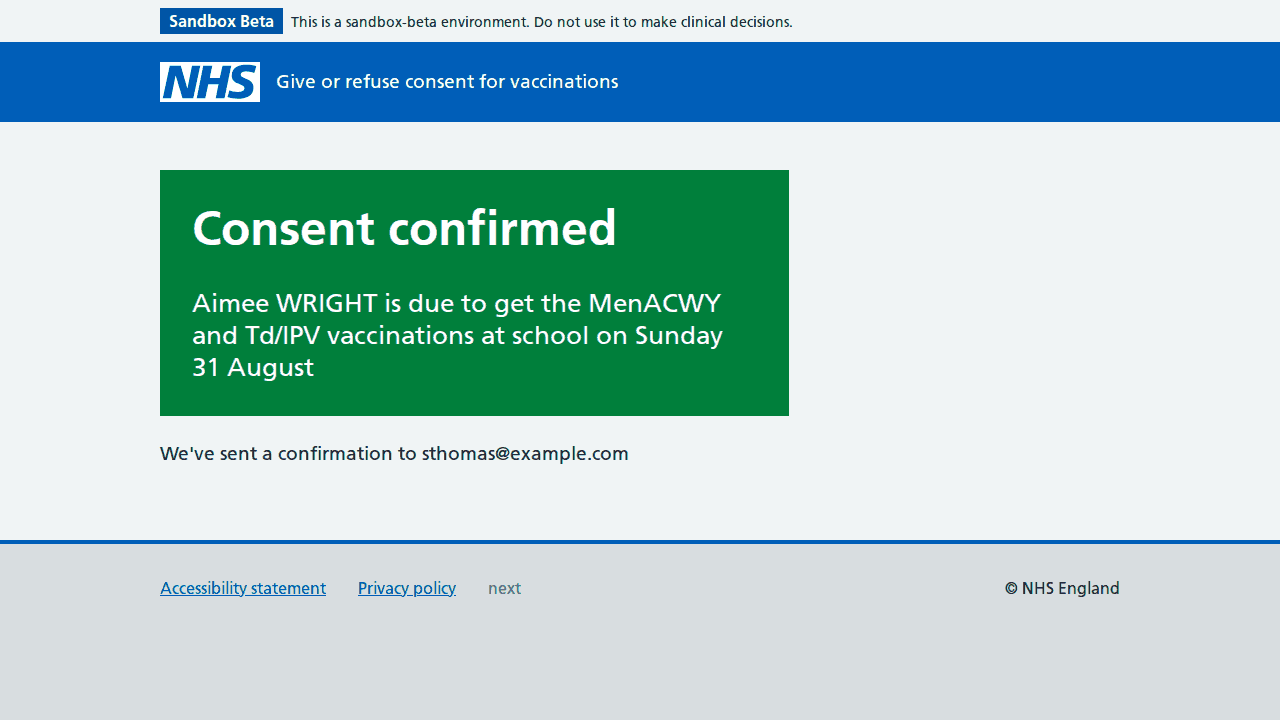 Sandbox Beta This is a sandbox-beta environment. Do not use it to make clinical decisions.
NHS Give or refuse consent for vaccinations
Consent confirmed
Aimee WRIGHT is due to get the MenACWY
and Td/IPV vaccinations at school on Sunday
31 August
We've sent a confirmation to sthomas@example.com
Accessibility statement Privacy policy next © NHS England